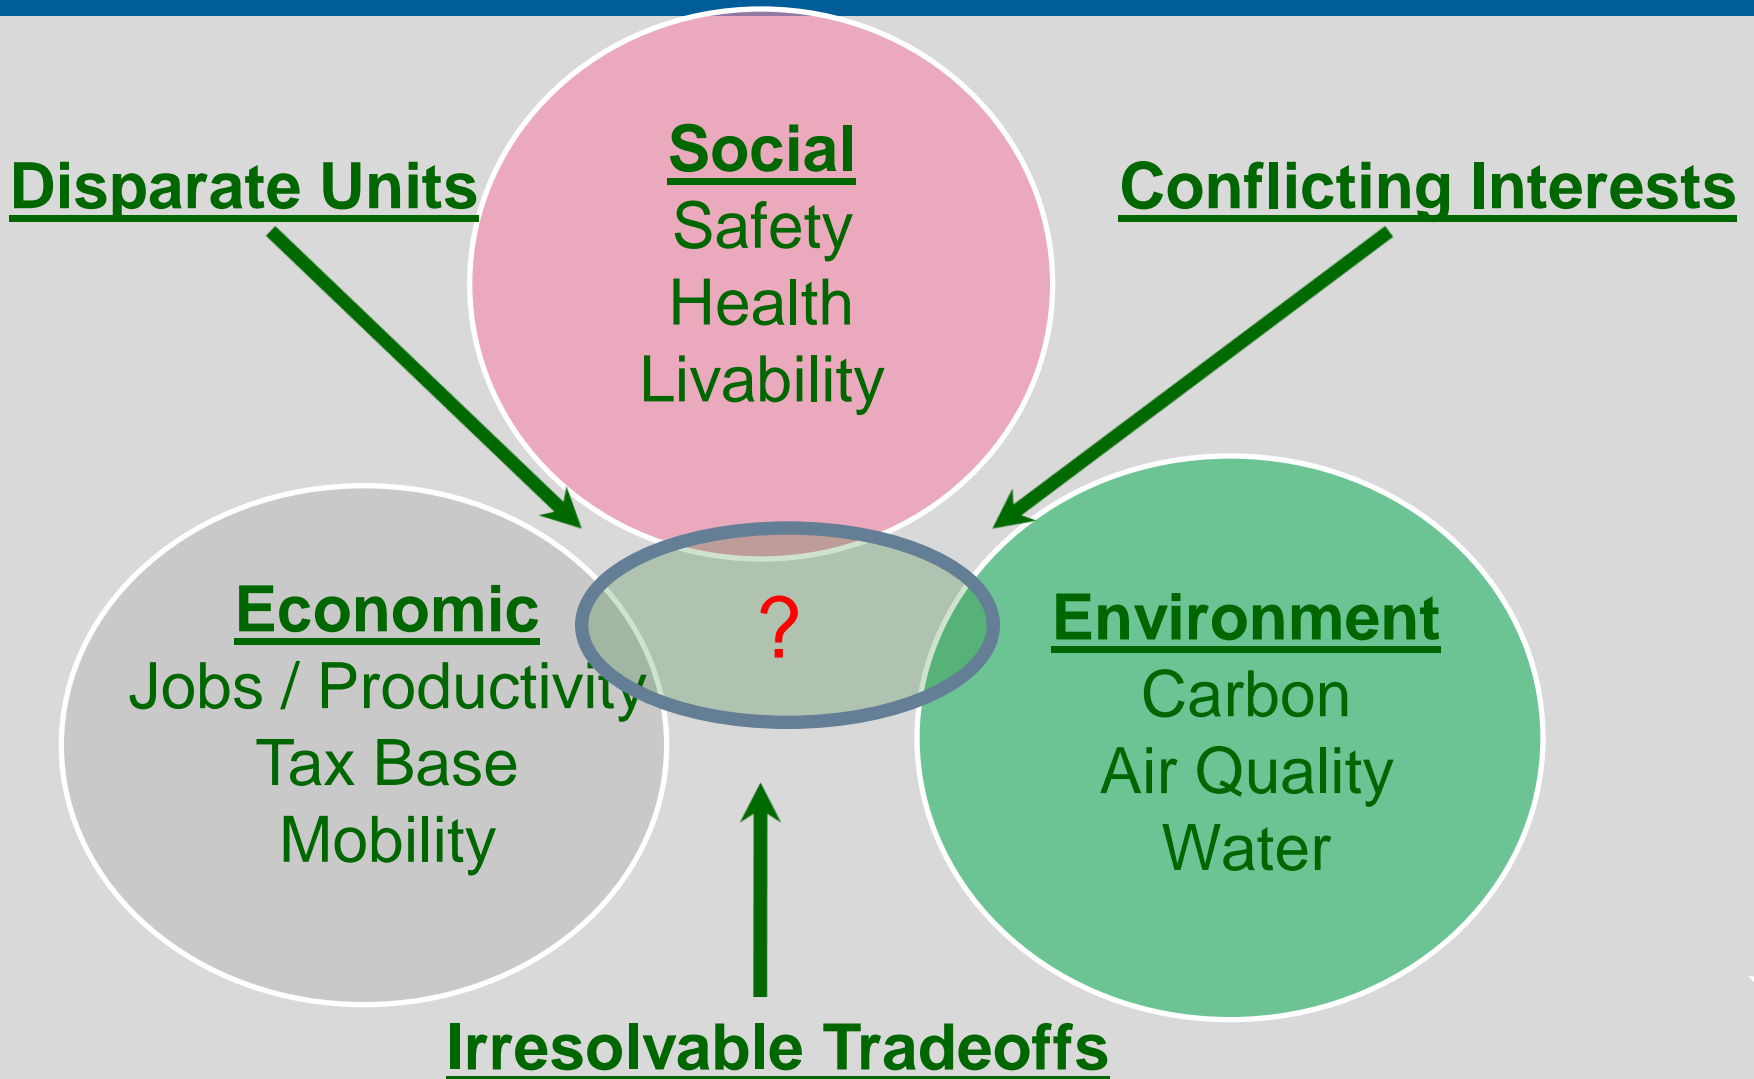 Social
Safety
Health
Livability
Disparate Units
Conflicting Interests
Economic
Jobs / Productivity
Tax Base
Mobility
?
Environment
Carbon
Air Quality
Water
Irresolvable Tradeoffs